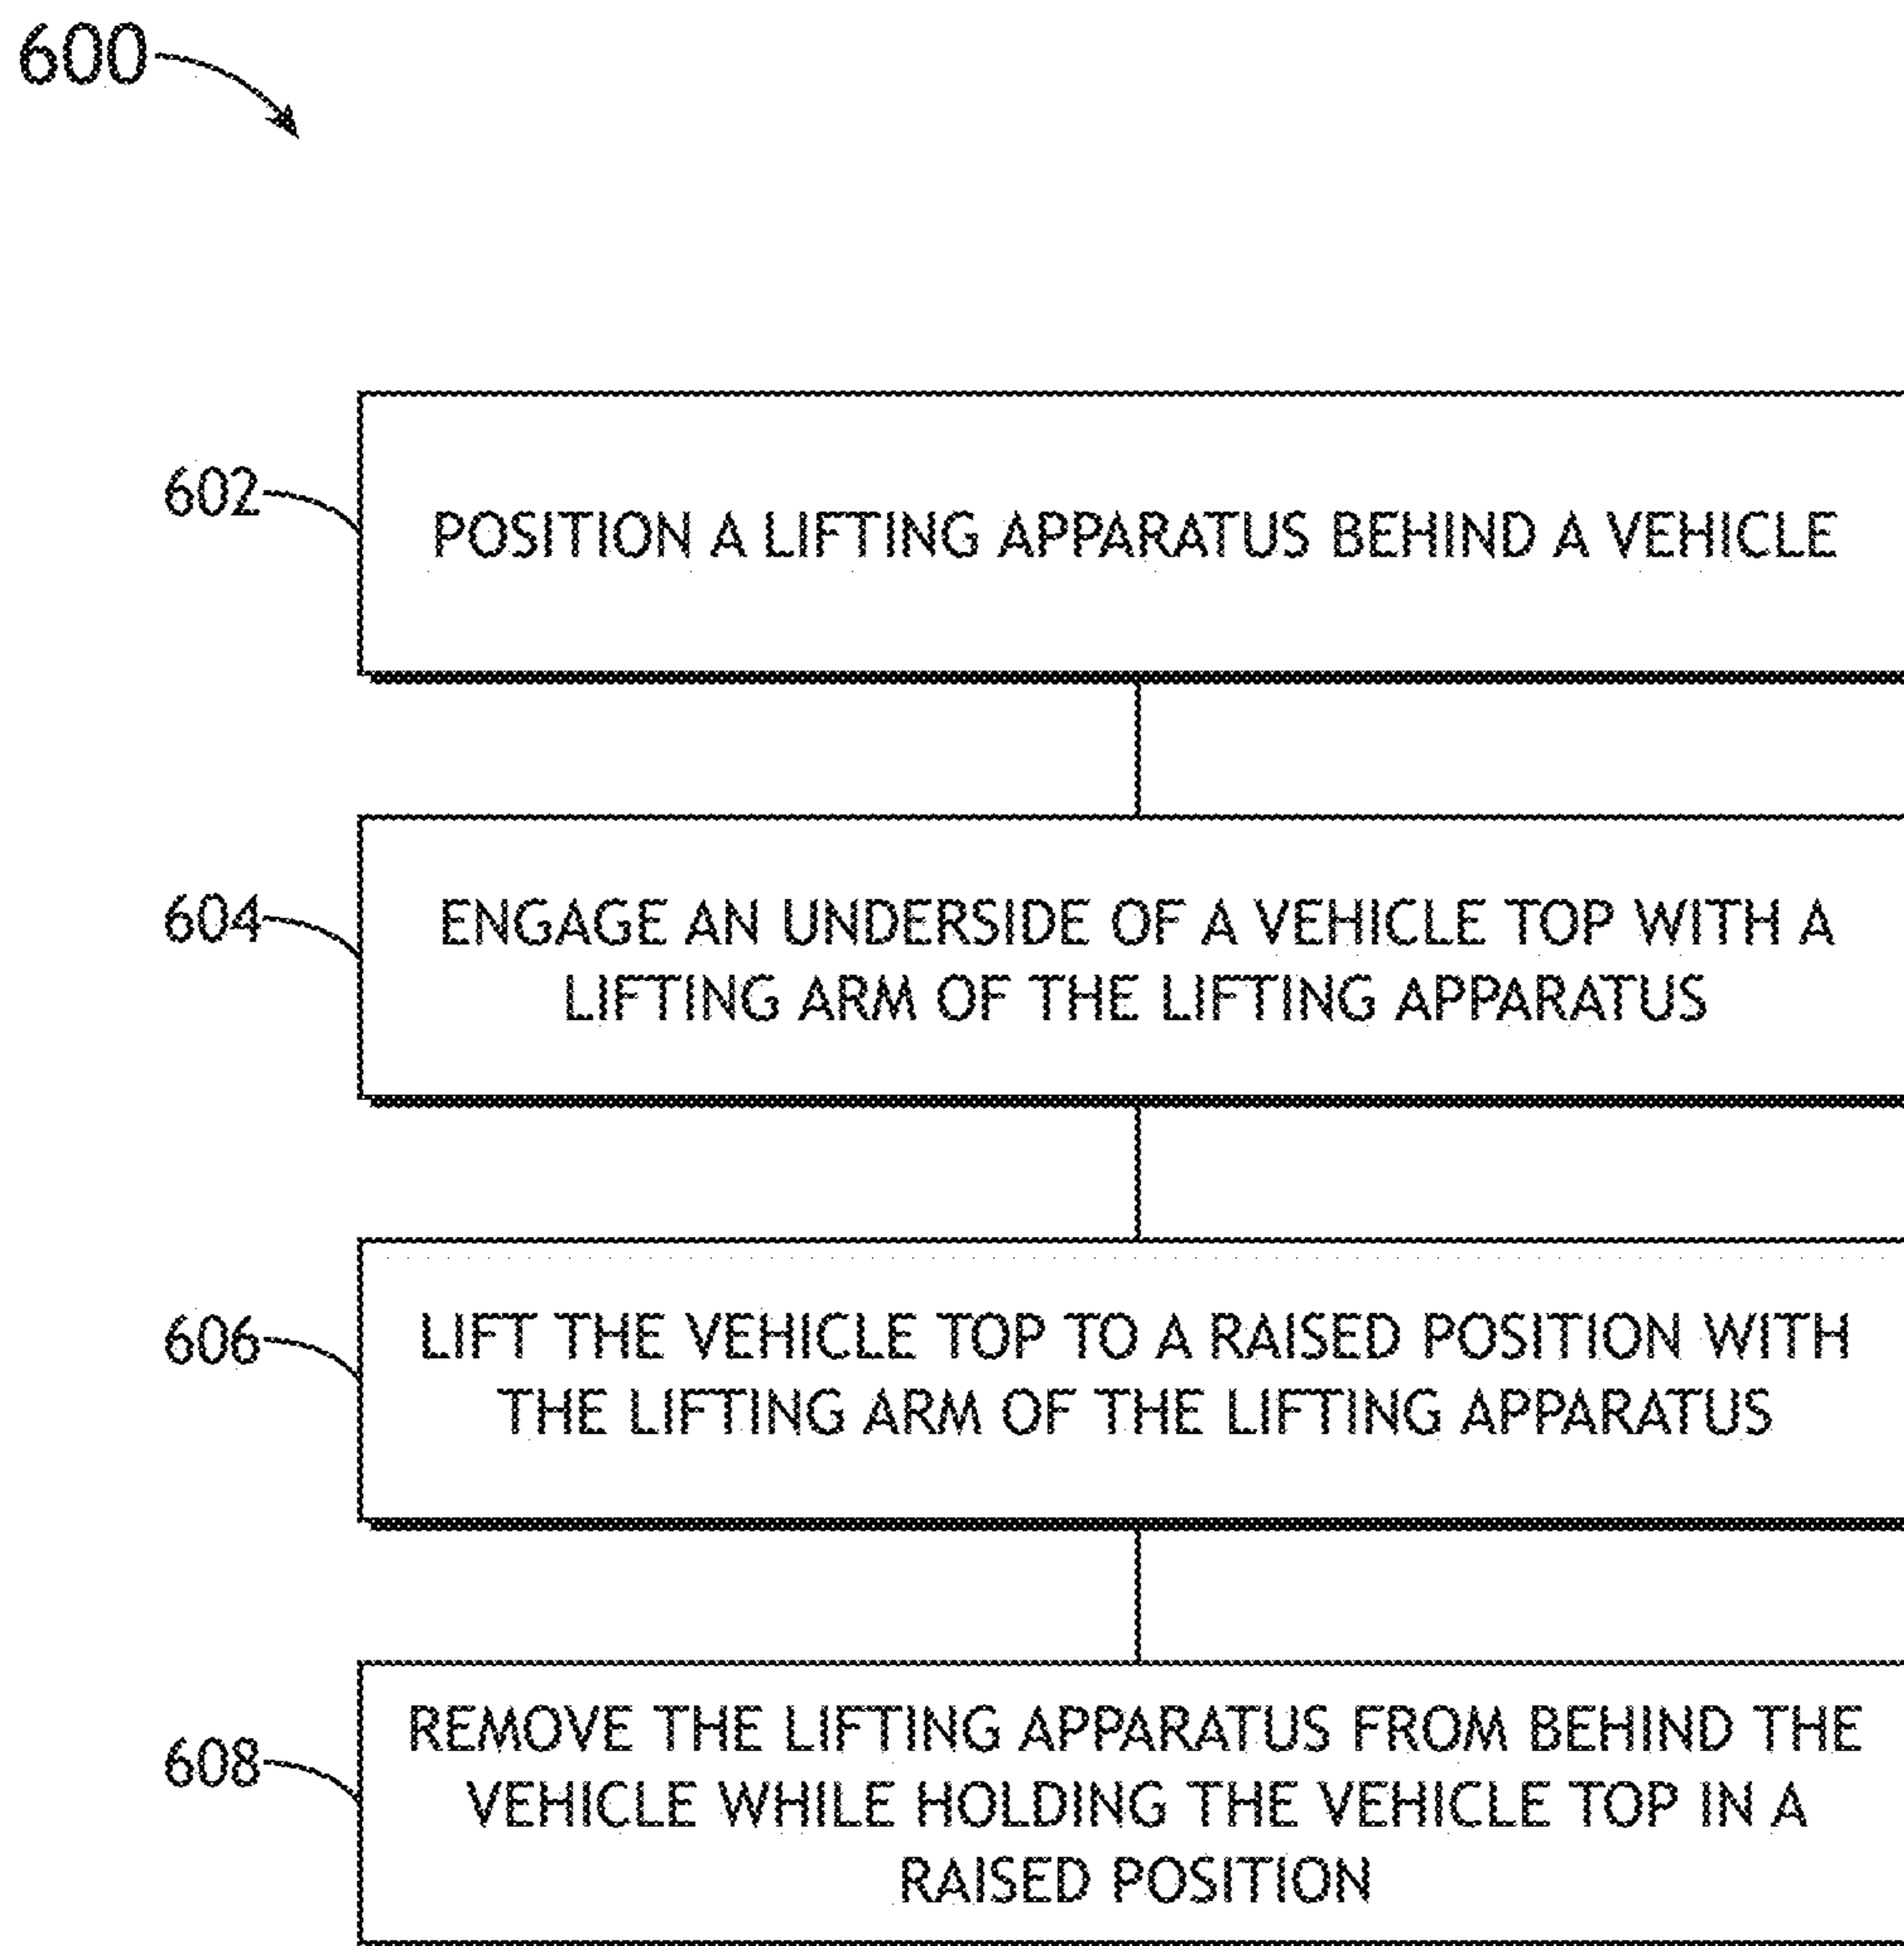 600
602
POSITION A LIFTING APPARATUS BEHIND A VEHICLE
604
ENGAGE AN UNDERSIDE OF A VEHICLE TOP WITH A
LIFTING ARM OF THE LIFTING APPARATUS
606
LIFT THE VEHICLE TOP TO A RAISED POSITION WITH
THE LIFTING ARM OF THE LIFTING APPARATUS
608
REMOVE THE LIFTING APPARATUS FROM BEHIND THE
VEHICLE WHILE HOLDING THE VEHICLE TOP IN A
RAISED POSITION